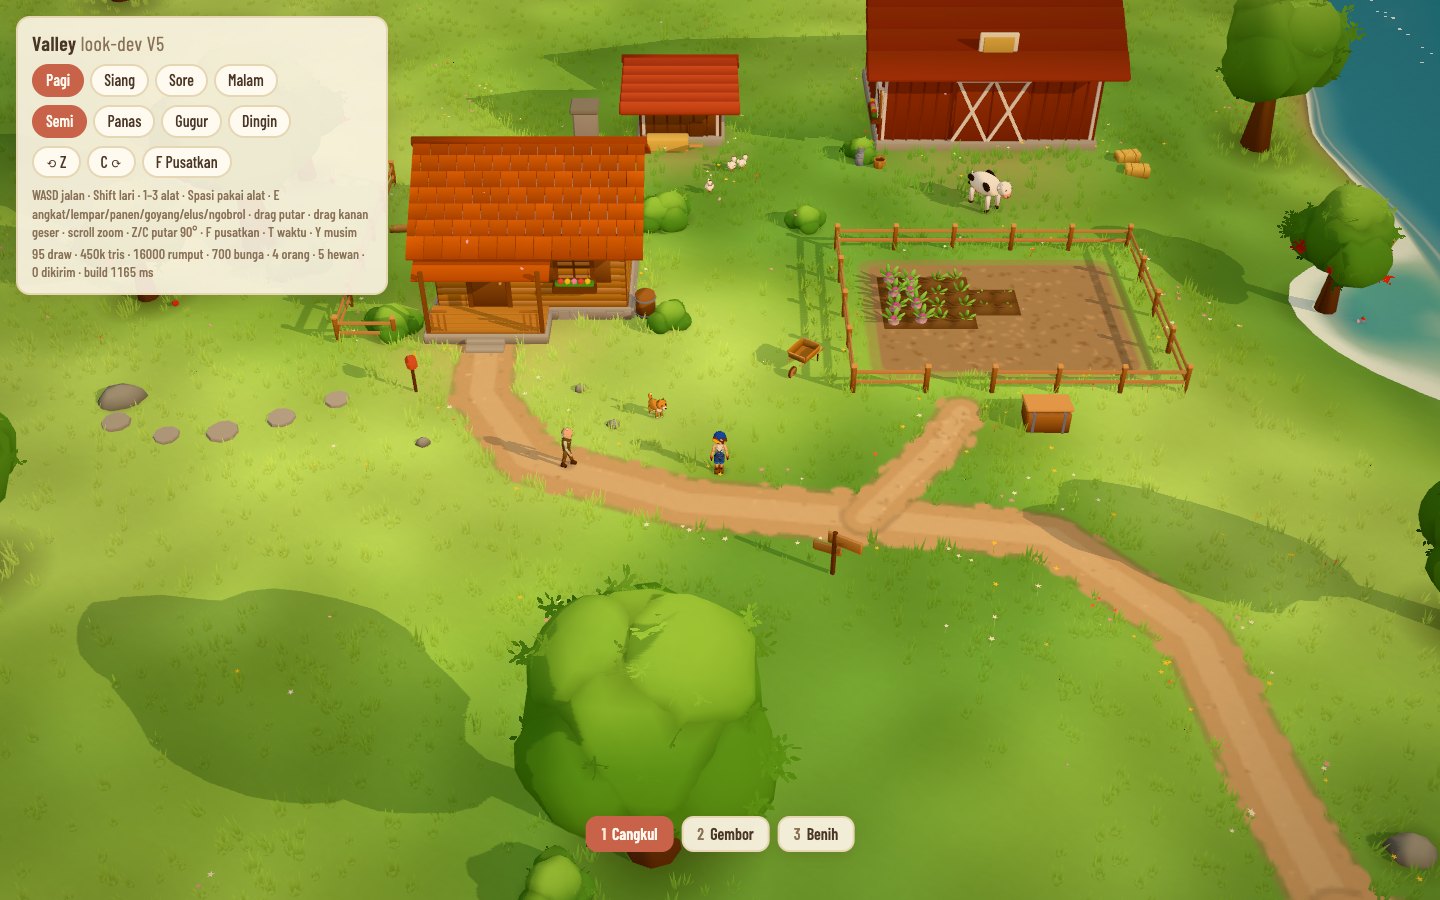 Valley look-dev V5
Pagi Siang Sore Malam
Semi Panas Gugur Dingin
⟲ Z C ⟳ F Pusatkan
WASD jalan · Shift lari · 1–3 alat · Spasi pakai alat · E
angkat/lempar/panen/goyang/elus/ngobrol · drag putar · drag kanan
geser · scroll zoom · Z/C putar 90° · F pusatkan · T waktu · Y musim
95 draw · 450k tris · 16000 rumput · 700 bunga · 4 orang · 5 hewan ·
0 dikirim · build 1165 ms
1 Cangkul 2 Gembor 3 Benih